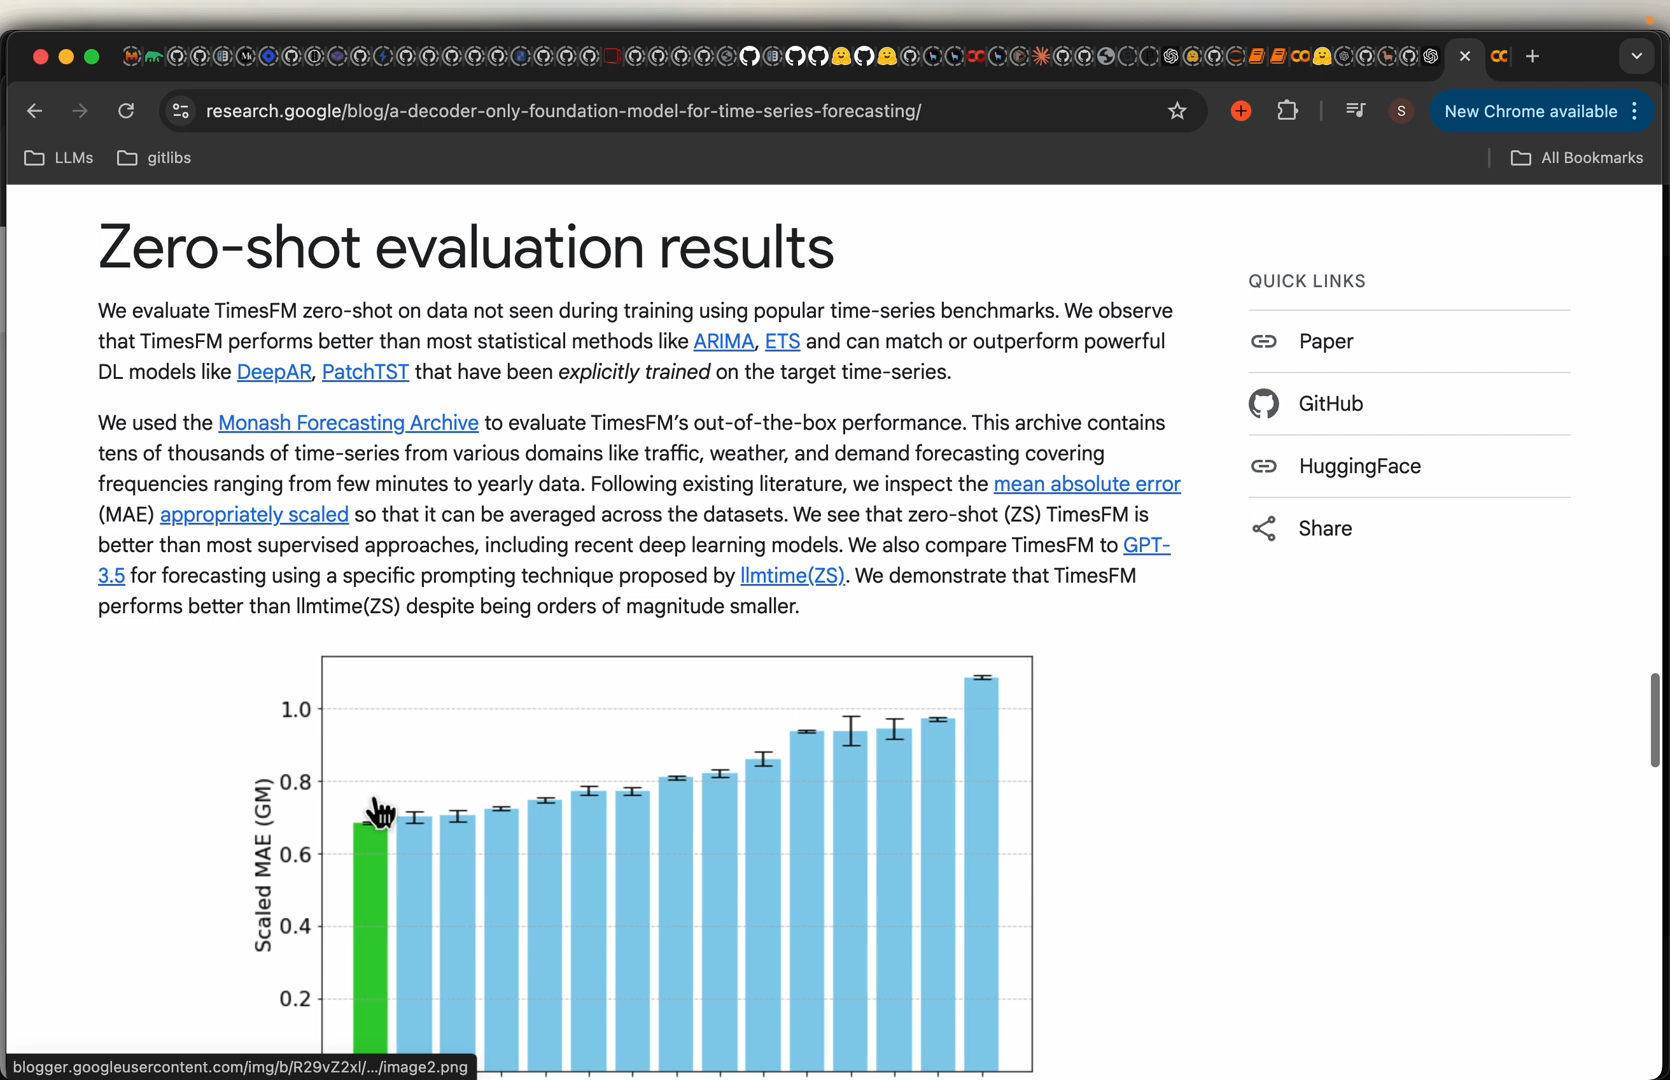 research.google/blog/a-decoder-only-foundation-model-for-time-series-forecasting/
S
New Chrome available
LLMs
gitlibs
All Bookmarks
Zero-shot evaluation results
We evaluate TimesFM zero-shot on data not seen during training using popular time-series benchmarks. We observe
that TimesFM performs better than most statistical methods like ARIMA, ETS and can match or outperform powerful
DL models like DeepAR, PatchTST that have been explicitly trained on the target time-series.
We used the Monash Forecasting Archive to evaluate TimesFM’s out-of-the-box performance. This archive contains
tens of thousands of time-series from various domains like traffic, weather, and demand forecasting covering
frequencies ranging from few minutes to yearly data. Following existing literature, we inspect the mean absolute error
(MAE) appropriately scaled so that it can be averaged across the datasets. We see that zero-shot (ZS) TimesFM is
better than most supervised approaches, including recent deep learning models. We also compare TimesFM to GPT-
3.5 for forecasting using a specific prompting technique proposed by llmtime(ZS). We demonstrate that TimesFM
performs better than llmtime(ZS) despite being orders of magnitude smaller.
QUICK LINKS
Paper
GitHub
HuggingFace
Share
Scaled MAE (GM)
1.0
0.8
0.6
0.4
0.2
blogger.googleusercontent.com/img/b/R29vZ2xl/.../image2.png